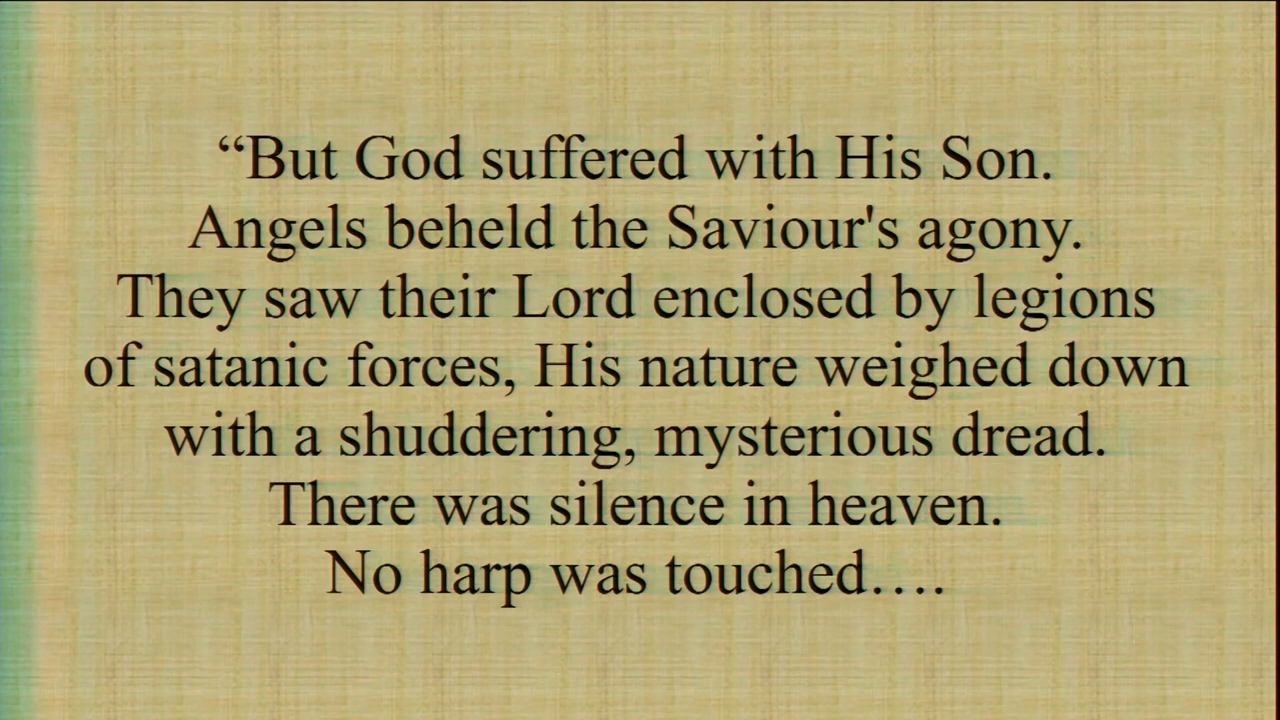 “But God suffered with His Son.
Angels beheld the Saviour's agony.
They saw their Lord enclosed by legions
of satanic forces, His nature weighed down
with a shuddering, mysterious dread.
There was silence in heaven.
No harp was touched….